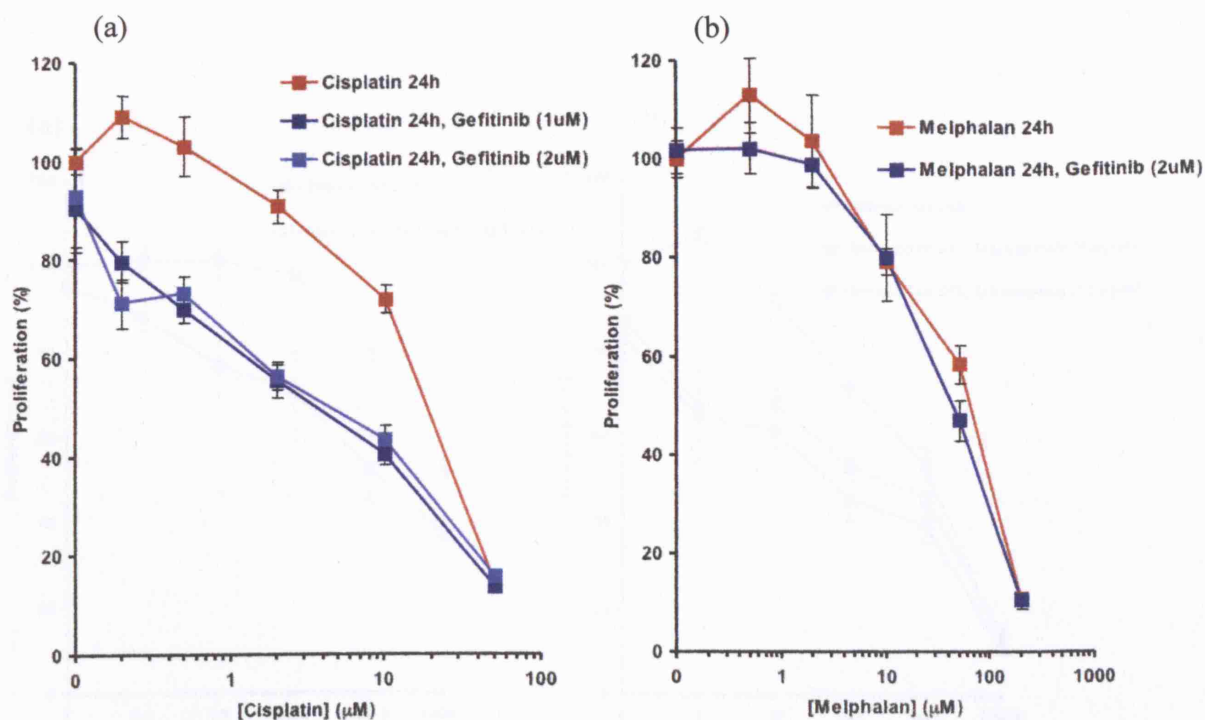 (a)
120
100
80
60
40
20
0
Proliferation (%)
Cisplatin 24h
Cisplatin 24h, Gefitinib (1uM)
Cisplatin 24h, Gefitinib (2uM)
0 1 10 100
[Cisplatin] (μM)
(b)
120
100
80
60
40
20
0
Proliferation (%)
Melphalan 24h
Melphalan 24h, Gefitinib (2uM)
0 1 10 100 1000
[Melphalan] (μM)